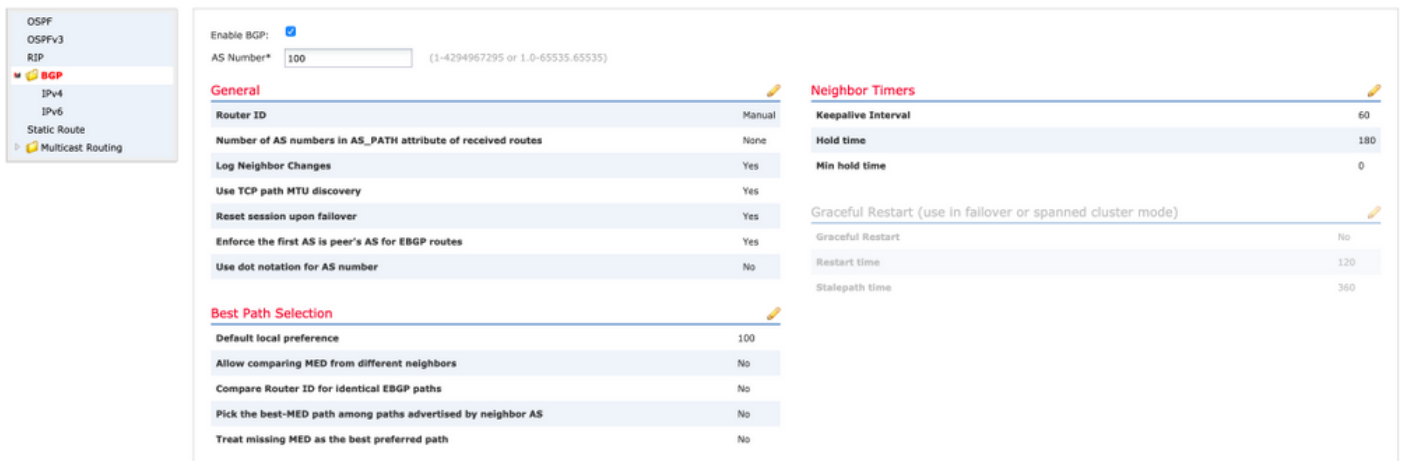 OSPF
OSPFv3
RIP
BGP
IPv4
IPv6
Static Route
Multicast Routing
Enable BGP:
AS Number* 100 (1-4294967295 or 1.0-65535.65535)
General
Router ID Manual
Number of AS numbers in AS_PATH attribute of received routes None
Log Neighbor Changes Yes
Use TCP path MTU discovery Yes
Reset session upon failover Yes
Enforce the first AS is peer's AS for EBGP routes Yes
Use dot notation for AS number No
Best Path Selection
Default local preference 100
Allow comparing MED from different neighbors No
Compare Router ID for identical EBGP paths No
Pick the best-MED path among paths advertised by neighbor AS No
Treat missing MED as the best preferred path No
Neighbor Timers
Keepalive Interval 60
Hold time 180
Min hold time 0
Graceful Restart (use in failover or spanned cluster mode)
Graceful Restart No
Restart time 120
Stalepath time 360